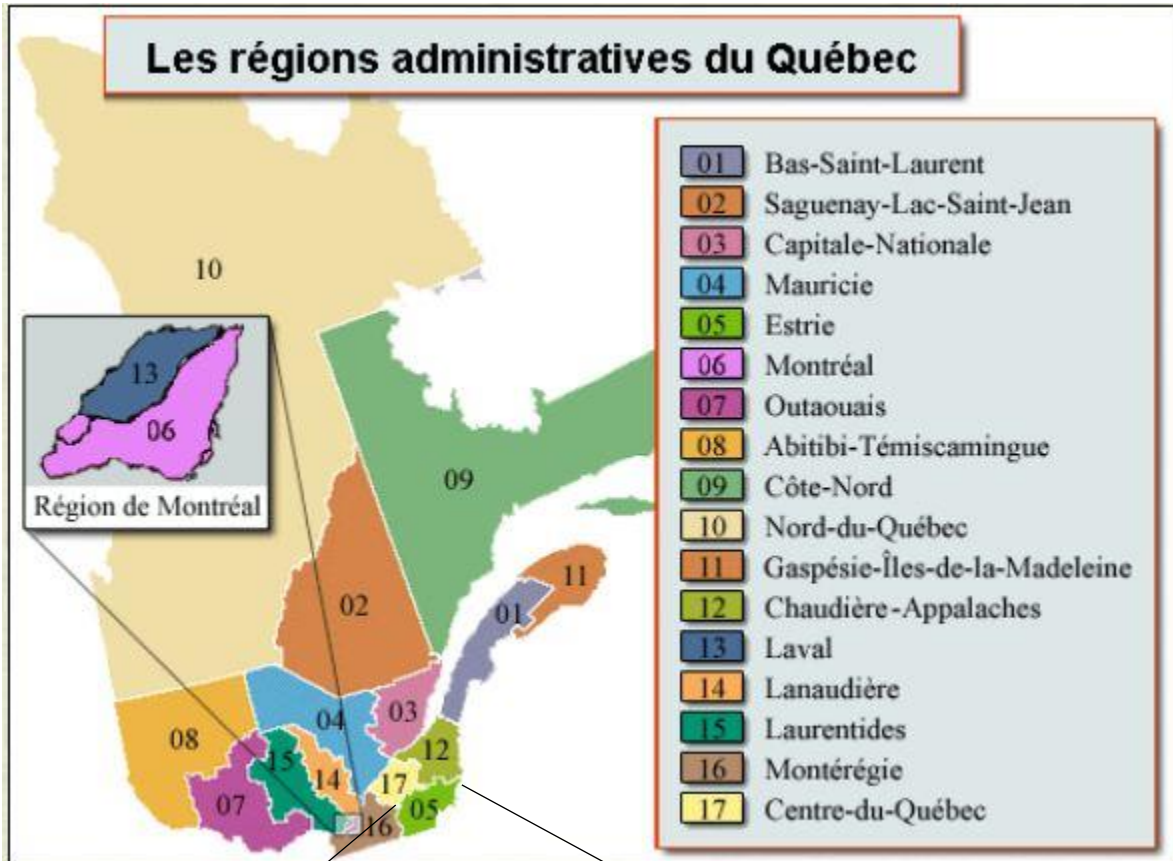 Les régions administratives du Québec
01 Bas-Saint-Laurent
02 Saguenay-Lac-Saint-Jean
03 Capitale-Nationale
04 Mauricie
05 Estrie
06 Montréal
07 Outaouais
08 Abitibi-Témiscamingue
09 Côte-Nord
10 Nord-du-Québec
11 Gaspésie-Îles-de-la-Madeleine
12 Chaudière-Appalaches
13 Laval
14 Lanaudière
15 Laurentides
16 Montérégie
17 Centre-du-Québec
10
13
06
Région de Montréal
09
11
02
01
03
04
08
12
15
14
17
07
05
16